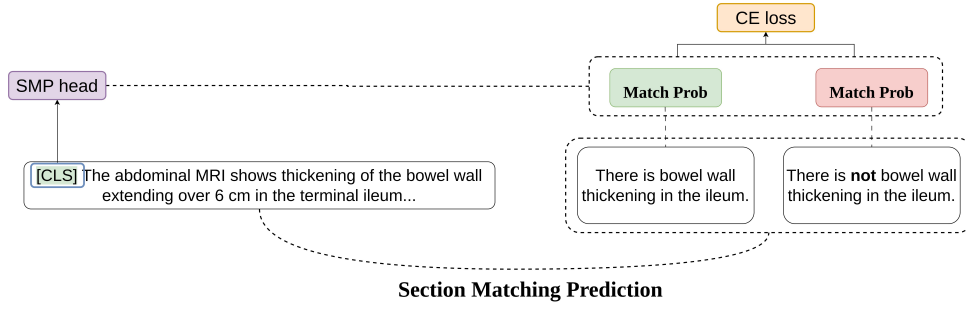 CE loss
SMP head
Match Prob
Match Prob
[CLS] The abdominal MRI shows thickening of the bowel wall
extending over 6 cm in the terminal ileum...
There is bowel wall
thickening in the ileum.
There is not bowel wall
thickening in the ileum.
Section Matching Prediction